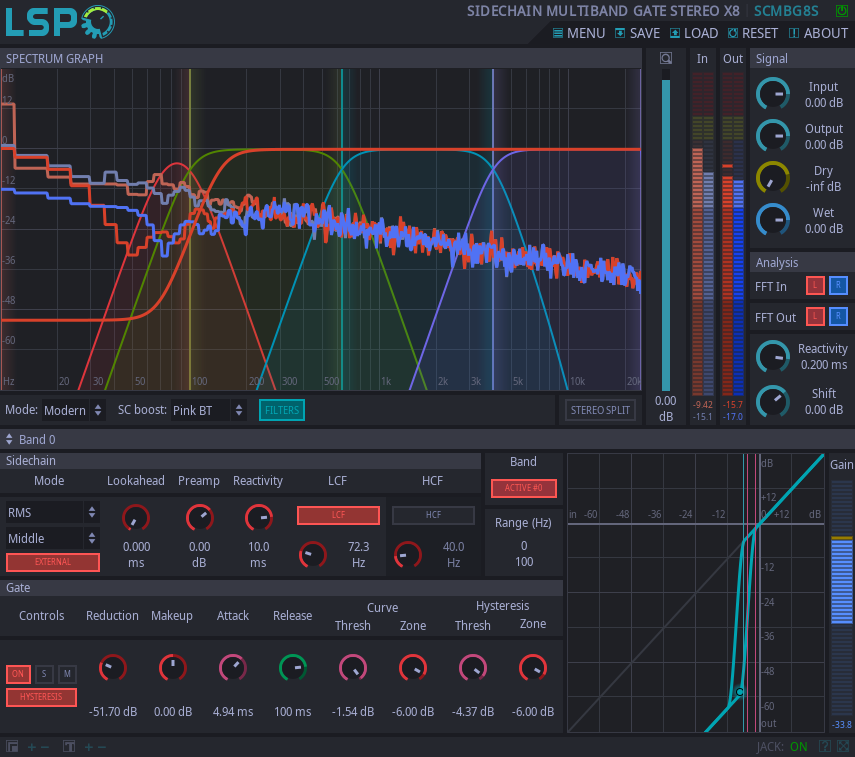 LSP
SIDECHAIN MULTIBAND GATE STEREO X8 SCMBG8S
MENU SAVE LOAD RESET ABOUT
SPECTRUM GRAPH
In Out
Signal
dB
12
0
-12
-24
-36
-48
-60
Hz 20 30 50 100 200 300 500 1k 2k 3k 5k 10k 20k
0.00
dB
-9.42 -15.7
-15.1 -17.0
Input
0.00 dB
Output
0.00 dB
Dry
-inf dB
Wet
0.00 dB
Analysis
FFT In L R
FFT Out L R
Reactivity
0.200 ms
Shift
0.00 dB
Mode: Modern SC boost: Pink BT FILTERS STEREO SPLIT
Band 0
Sidechain
Mode Lookahead Preamp Reactivity LCF HCF
RMS
Middle
EXTERNAL
0.000
ms
0.00
dB
10.0
ms
LCF
72.3
Hz
HCF
40.0
Hz
Band
ACTIVE #0
Range (Hz)
0
100
Gate
Controls Reduction Makeup Attack Release
Curve
Thresh Zone
Hysteresis
Thresh Zone
ON S M
HYSTERESIS
-51.70 dB 0.00 dB 4.94 ms 100 ms -1.54 dB -6.00 dB -4.37 dB -6.00 dB
dB
+12
in -60 -48 -36 -24 -12 0 +12 dB
-12
-24
-36
-48
-60
out
Gain
-33.8
JACK: ON